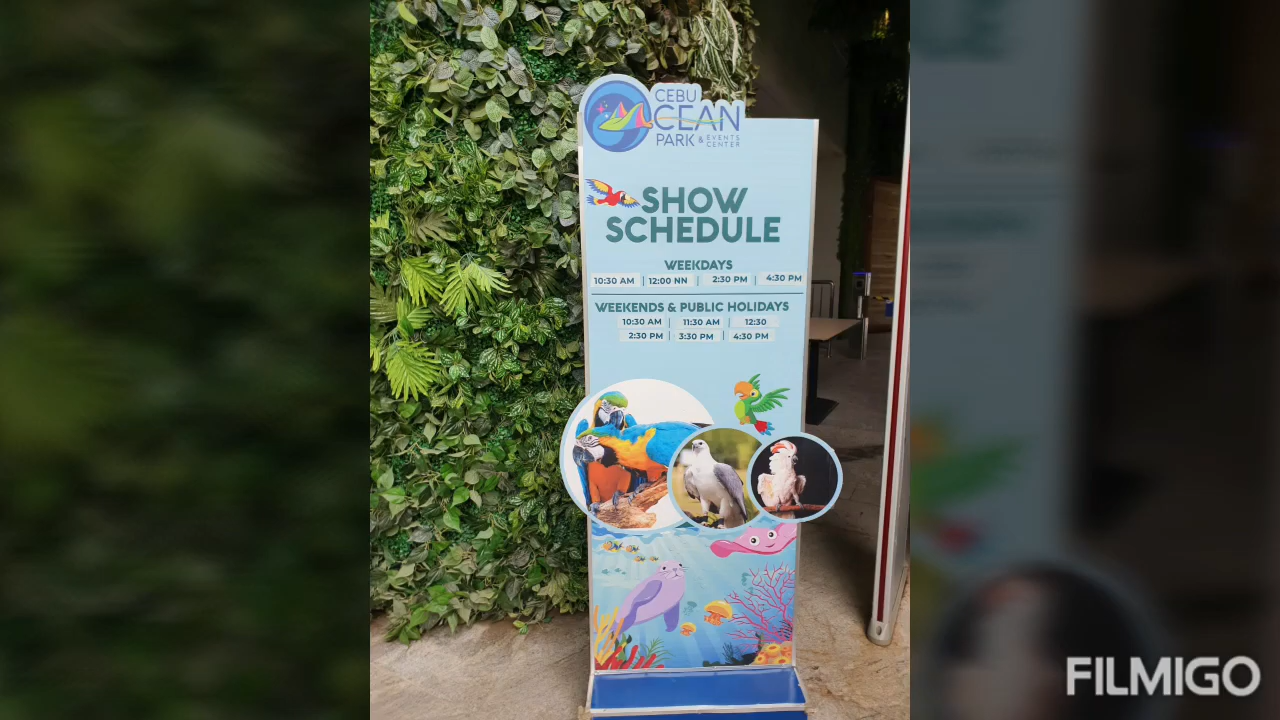 CEBU
OCEAN
PARK & EVENTS CENTER
SHOW
SCHEDULE
WEEKDAYS
10:30 AM | 12:00 NN | 2:30 PM | 4:30 PM
WEEKENDS & PUBLIC HOLIDAYS
10:30 AM | 11:30 AM | 12:30
2:30 PM | 3:30 PM | 4:30 PM
FILMIGO